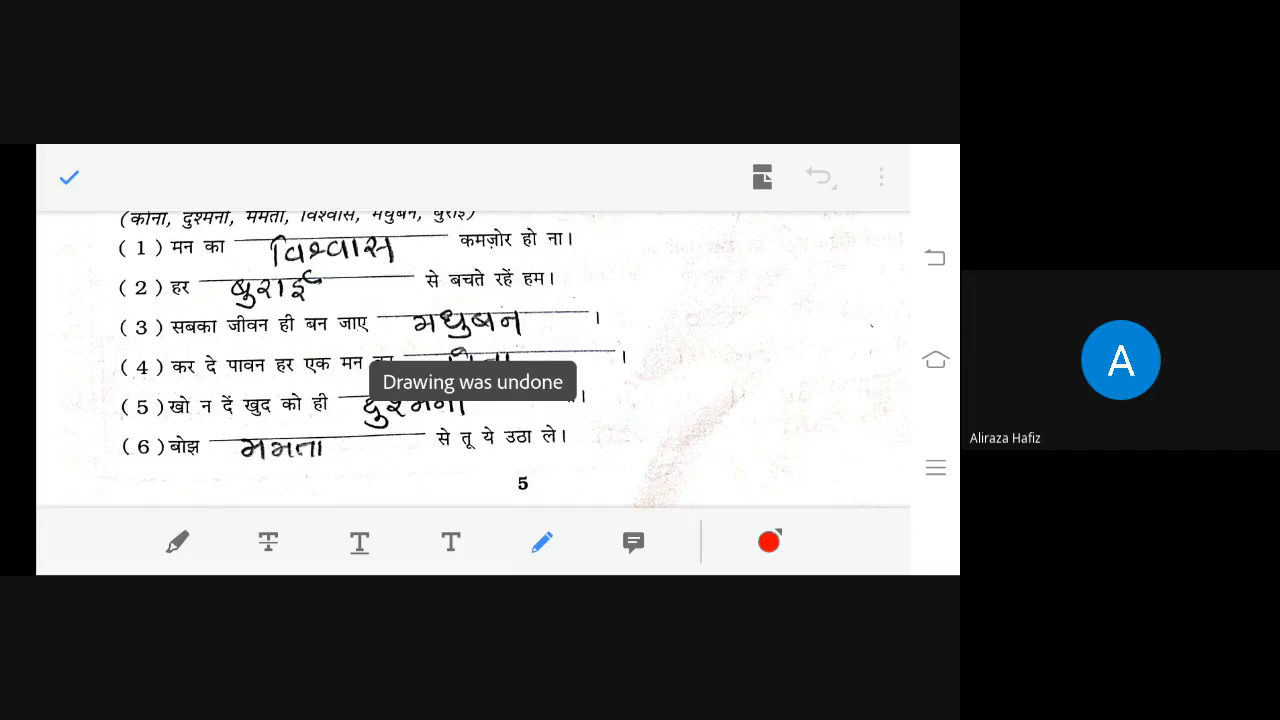 (कोना, दुश्मनी, ममता, विश्वास, मधुबन, बुराई)
( 1 ) मन का विश्वास कमज़ोर हो ना।
( 2 ) हर बुराई से बचते रहें हम।
( 3 ) सबका जीवन ही बन जाए मधुबन ।
( 4 ) कर दे पावन हर एक मन ।
Drawing was undone
( 5 ) खो न दें खुद को ही दुश्मनी ।
( 6 ) बोझ ममता से तू ये उठा ले।
5
A
Aliraza Hafiz